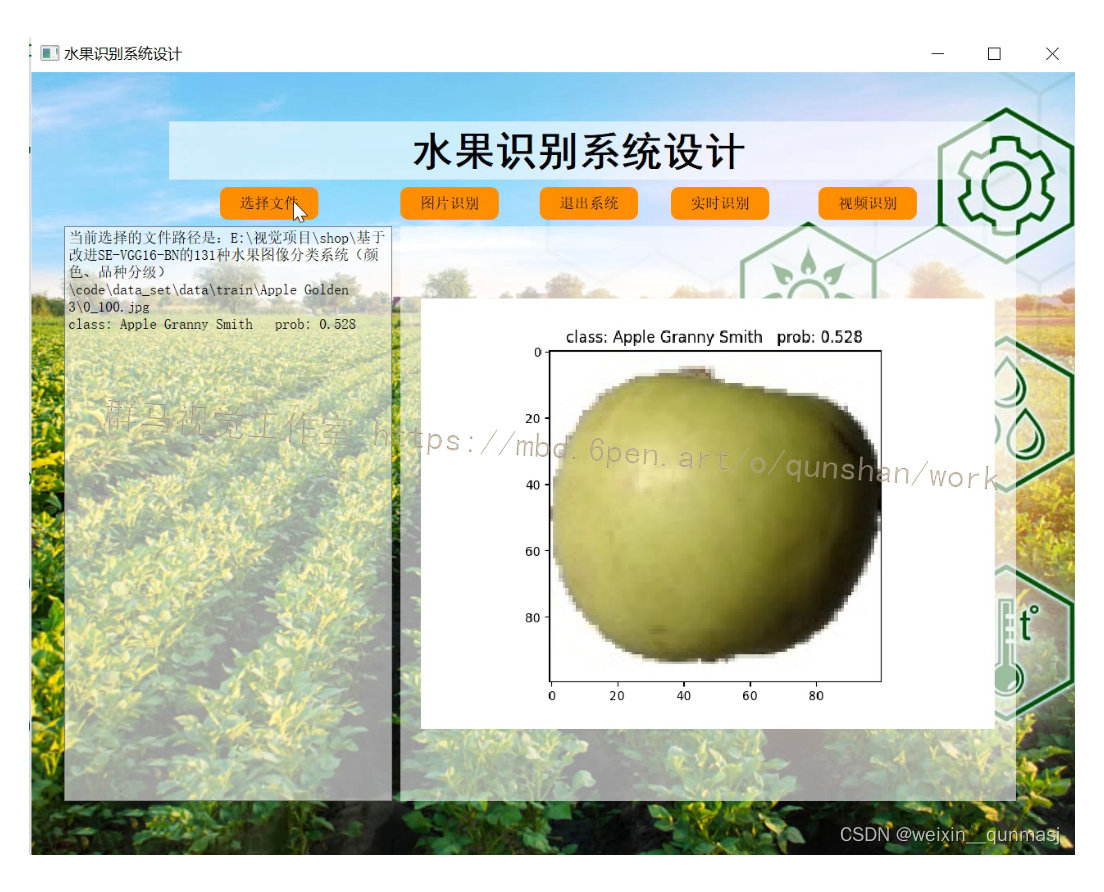 水果识别系统设计
水果识别系统设计
选择文件
图片识别
退出系统
实时识别
视频识别
当前选择的文件路径是: E:\视觉项目\shop\基于
改进SE-VGG16-BN的131种水果图像分类系统（颜
色、品种分级）
\code\data_set\data\train\Apple Golden
3\0_100.jpg
class: Apple Granny Smith prob: 0.528
class: Apple Granny Smith prob: 0.528
0
20
40
60
80
0
20
40
60
80
群马视觉工作室 https://mbd.6pen.art/o/qunshan/work
t°
CSDN @weixin__qunmasj